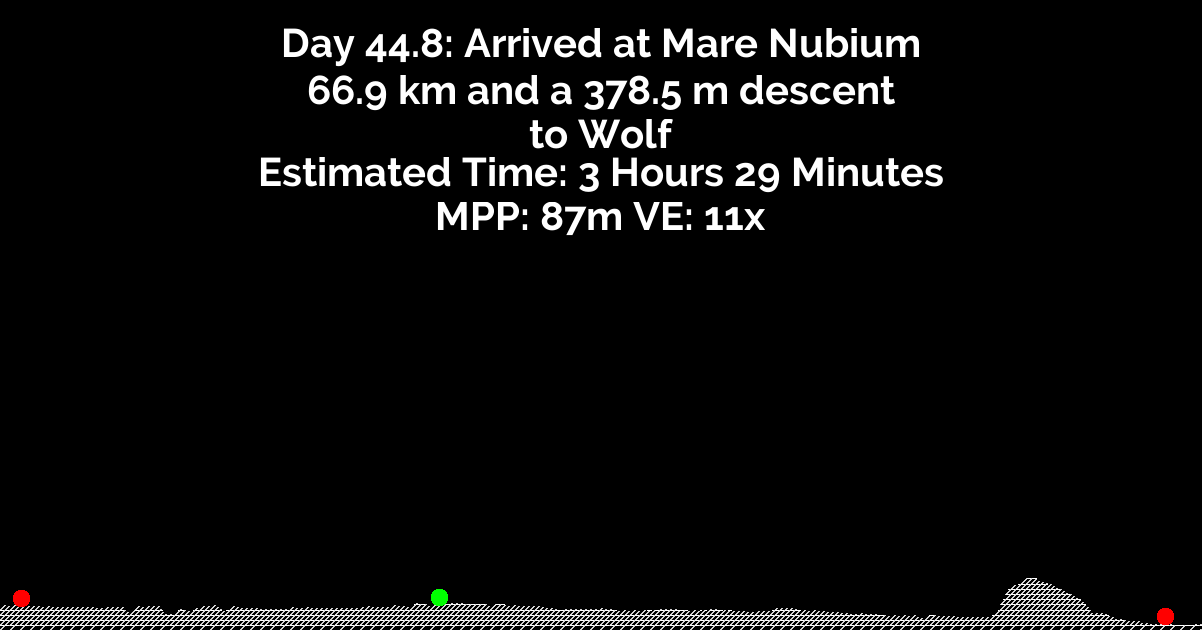 Day 44.8: Arrived at Mare Nubium
66.9 km and a 378.5 m descent
to Wolf
Estimated Time: 3 Hours 29 Minutes
MPP: 87m VE: 11x